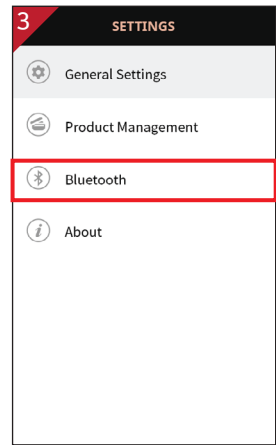 3
SETTINGS
General Settings
Product Management
Bluetooth
About